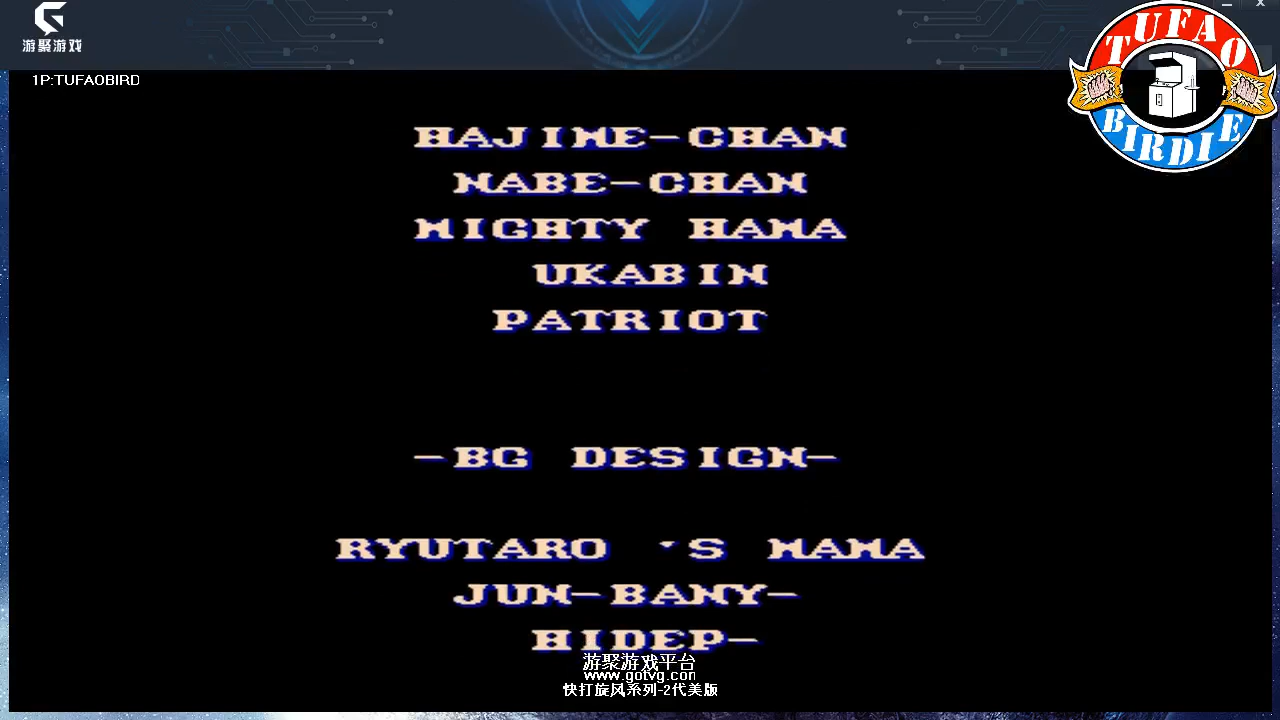 游聚游戏
TUFAO
BIRDIE
1P:TUFAOBIRD
HAJIME-CHAN
NABE-CHAN
MIGHTY HAMA
UKABIN
PATRIOT
-BG DESIGN-
RYUTARO 'S MAMA
JUN-BANY-
HIDEP-
游聚游戏平台
www.gotvg.com
快打旋风系列-2代美版